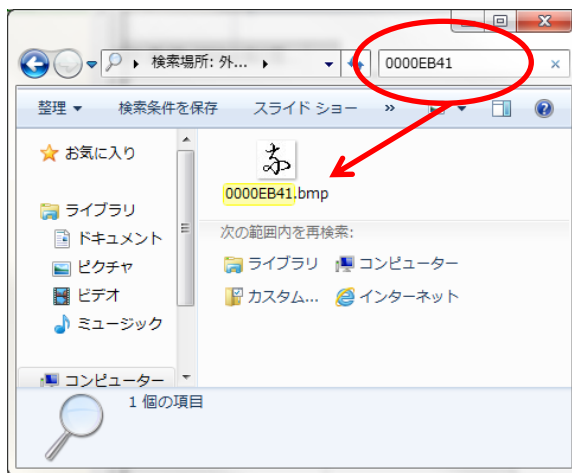 検索場所: 外...
0000EB41
整理
検索条件を保存
スライド ショー
»
お気に入り
ライブラリ
ドキュメント
ピクチャ
ビデオ
ミュージック
コンピューター
0000EB41.bmp
次の範囲内を再検索:
ライブラリ
コンピューター
カスタム...
インターネット
1 個の項目